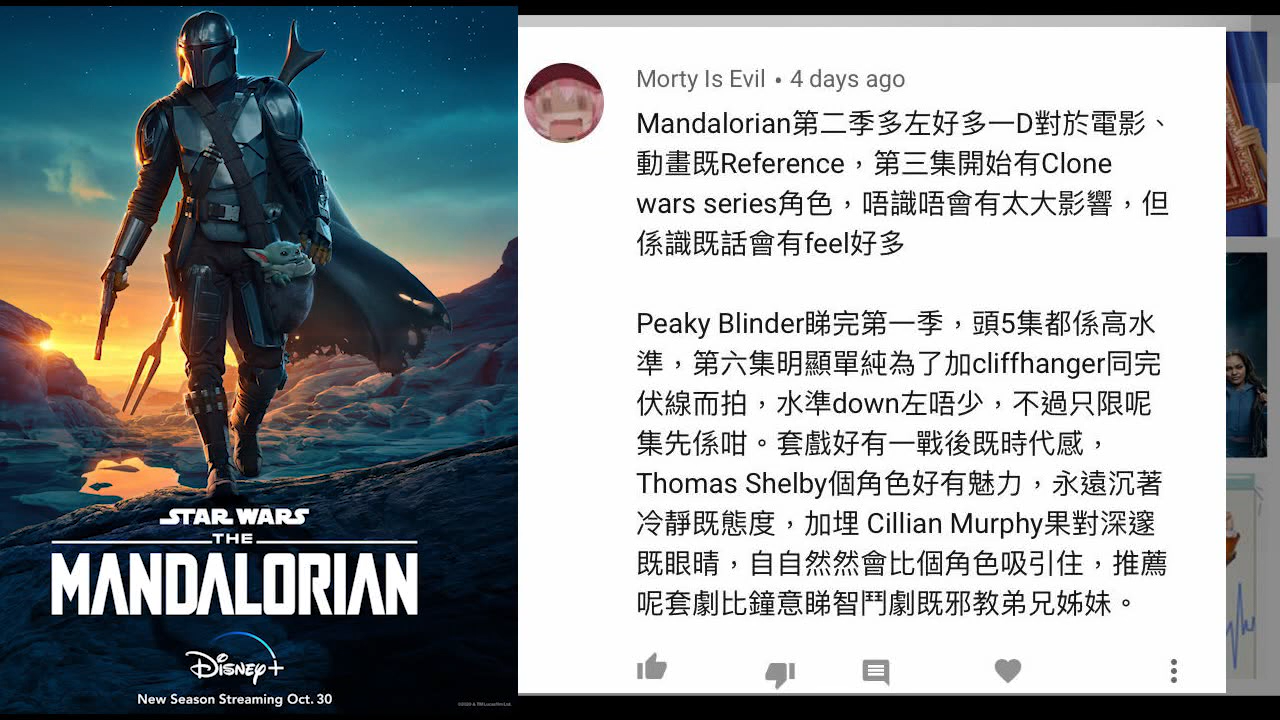 STAR WARS
THE
MANDALORIAN
Disney+
New Season Streaming Oct. 30
Morty Is Evil • 4 days ago
Mandalorian第二季多左好多一D對於電影、
動畫既Reference，第三集開始有Clone
wars series角色，唔識唔會有太大影響，但
係識既話會有feel好多
Peaky Blinder睇完第一季，頭5集都係高水
準，第六集明顯單純為了加cliffhanger同完
伏線而拍，水準down左唔少，不過只限呢
集先係咁。套戲好有一戰後既時代感，
Thomas Shelby個角色好有魅力，永遠沉著
冷靜既態度，加埋 Cillian Murphy果對深邃
既眼睛，自自然然會比個角色吸引住，推薦
呢套劇比鐘意睇智鬥劇既邪教弟兄姊妹。